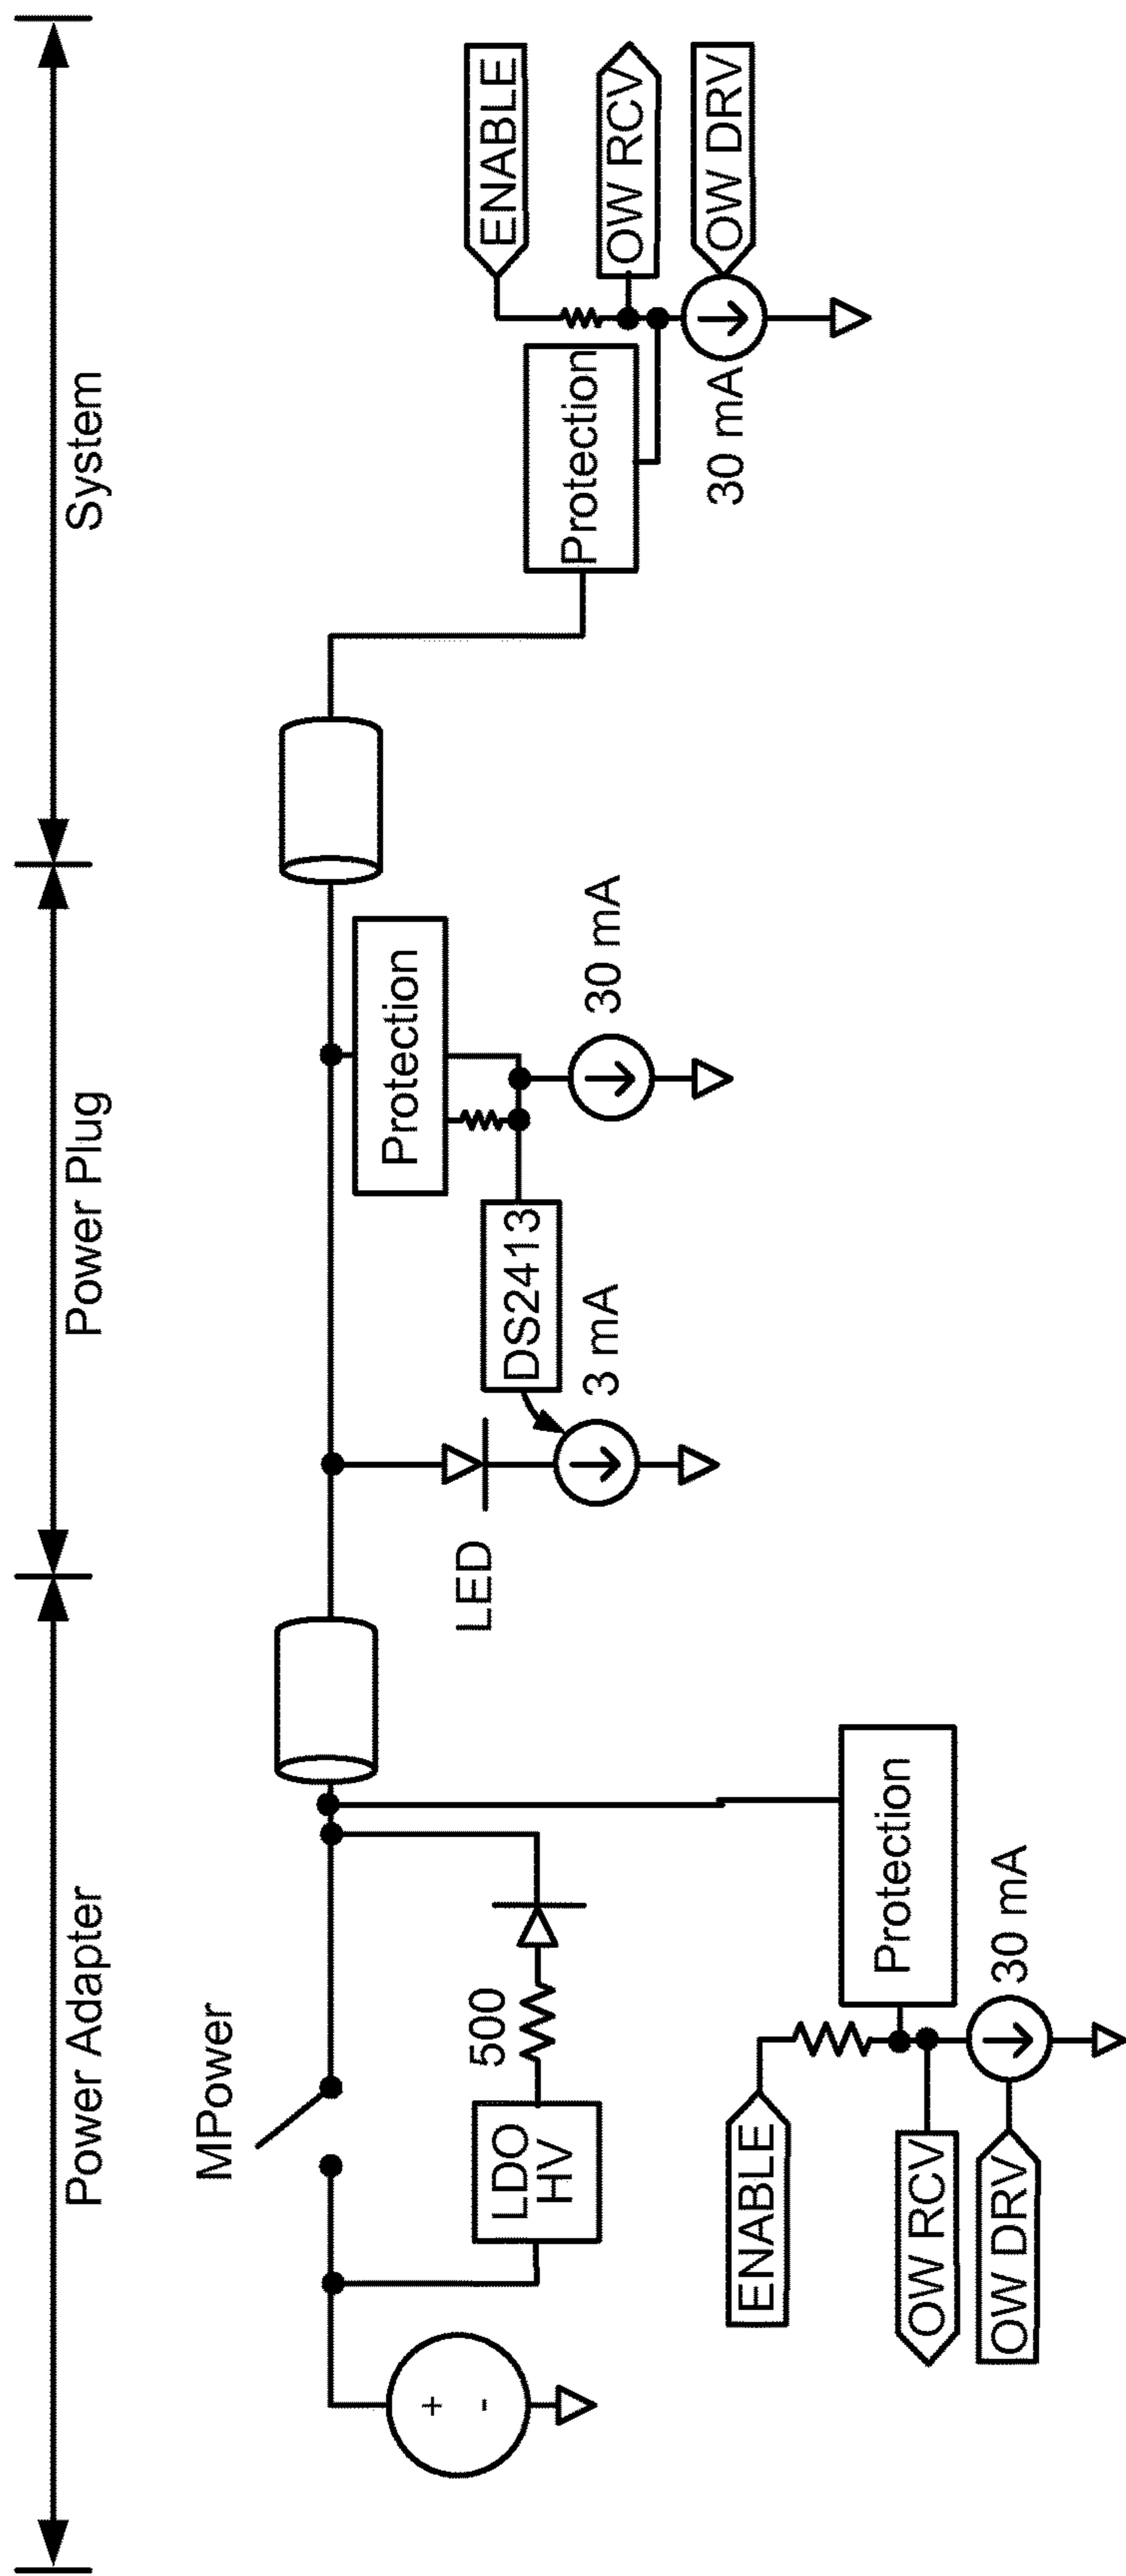 Power Adapter
Power Plug
System
MPower
+
-
LDO
HV
500
LED
DS2413
3 mA
Protection
30 mA
Protection
ENABLE
OW RCV
OW DRV
30 mA
ENABLE
OW RCV
OW DRV
Protection
30 mA